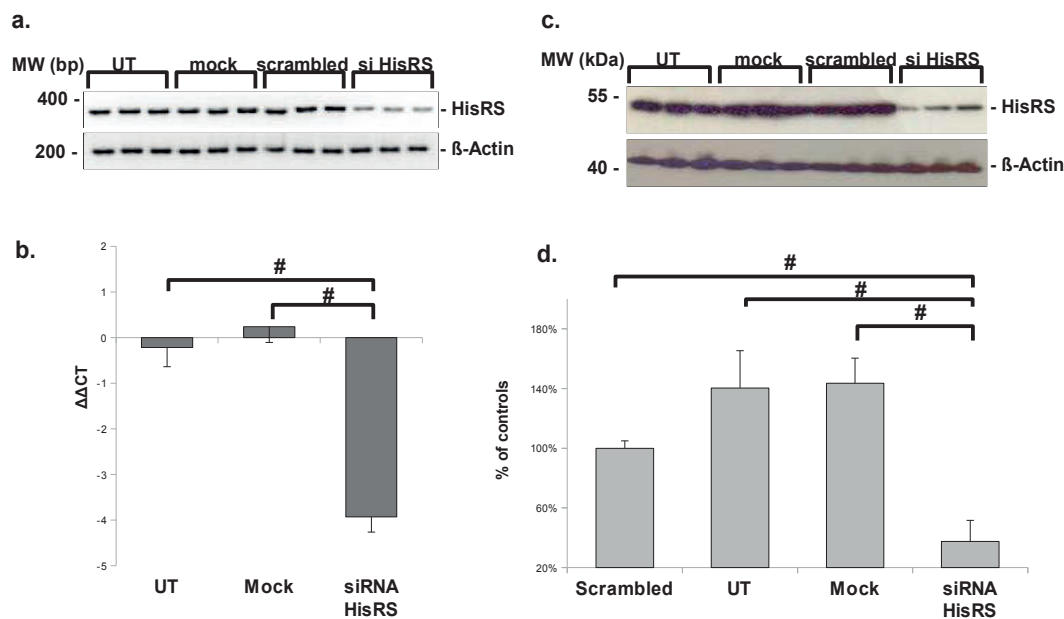 a.
MW (bp) UT mock scrambled si HisRS
400 -
- HisRS
200 -
- ß-Actin
b.
2
1
0
-1
-2
-3
-4
-5
ΔΔCT
#
#
UT Mock siRNA
HisRS
c.
MW (kDa) UT mock scrambled si HisRS
55 -
- HisRS
40 -
- ß-Actin
d.
180%
140%
100%
60%
20%
% of controls
#
#
#
Scrambled UT Mock siRNA
HisRS